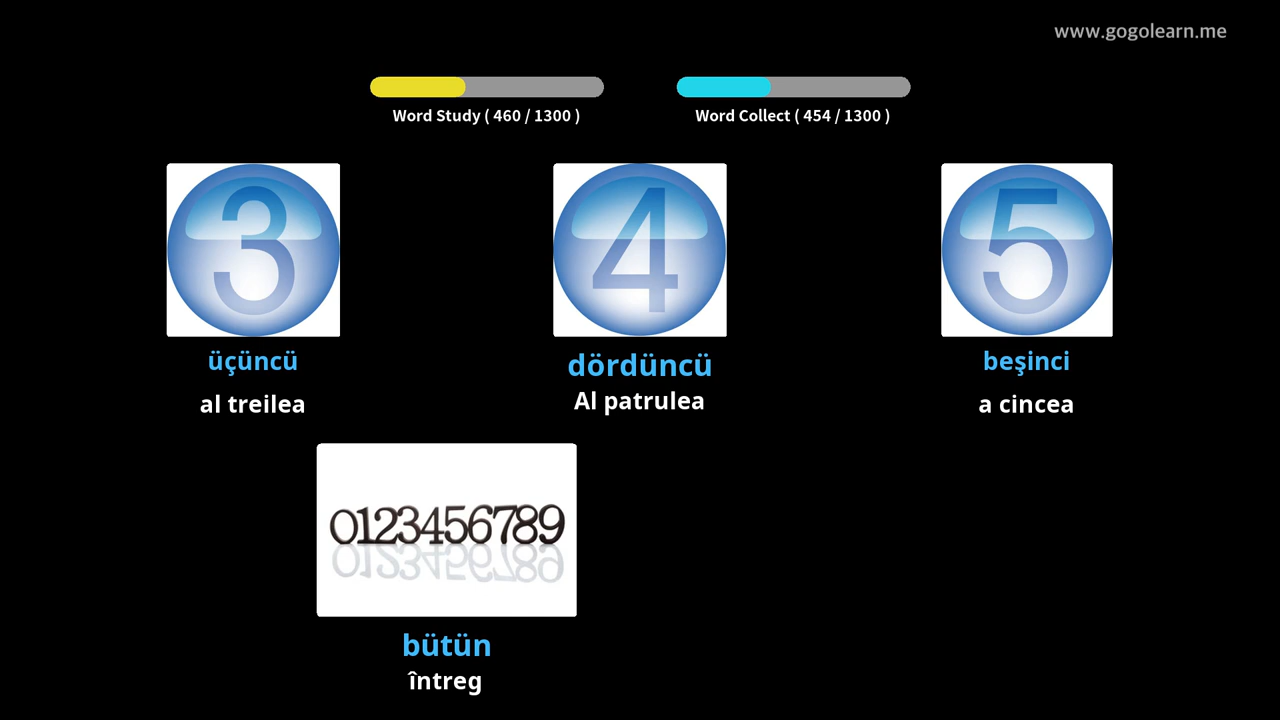 www.gogolearn.me
Word Study ( 460 / 1300 )
Word Collect ( 454 / 1300 )
3
4
5
üçüncü
dördüncü
beşinci
al treilea
Al patrulea
a cincea
0123456789
bütün
întreg